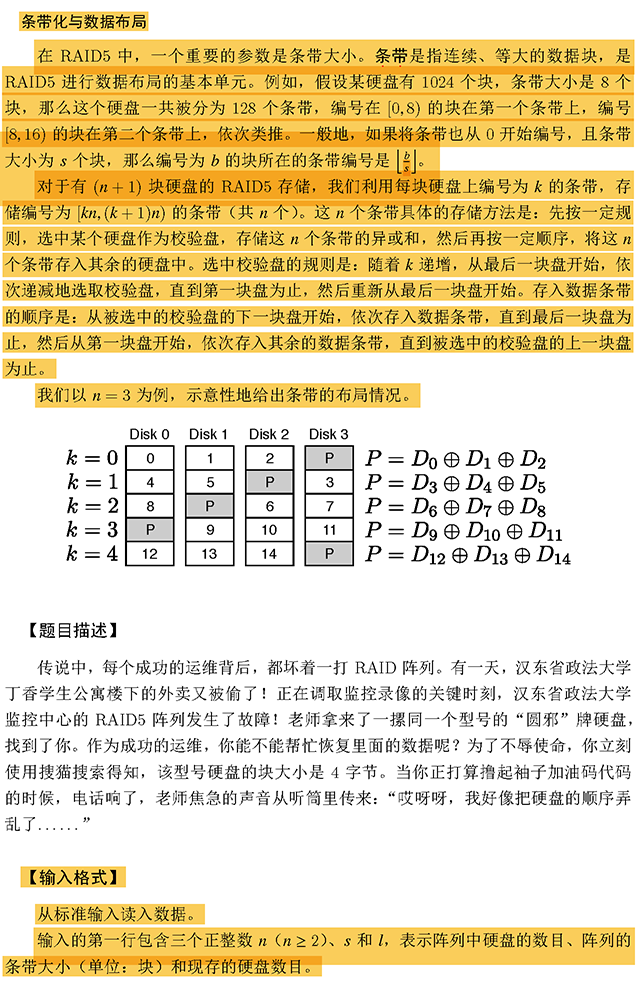 条带化与数据布局
在 RAID5 中，一个重要的参数是条带大小。条带是指连续、等大的数据块，是
RAID5 进行数据布局的基本单元。例如，假设某硬盘有 1024 个块，条带大小是 8 个
块，那么这个硬盘一共被分为 128 个条带，编号在 [0,8) 的块在第一个条带上，编号
[8,16) 的块在第二个条带上，依次类推。一般地，如果将条带也从 0 开始编号，且条带
大小为 s 个块，那么编号为 b 的块所在的条带编号是 ⌊b/s⌋。
对于有 (n+1) 块硬盘的 RAID5 存储，我们利用每块硬盘上编号为 k 的条带，存
储编号为 [kn,(k+1)n) 的条带（共 n 个）。这 n 个条带具体的存储方法是：先按一定规
则，选中某个硬盘作为校验盘，存储这 n 个条带的异或和，然后再按一定顺序，将这 n
个条带存入其余的硬盘中。选中校验盘的规则是：随着 k 递增，从最后一块盘开始，依
次递减地选取校验盘，直到第一块盘为止，然后重新从最后一块盘开始。存入数据条带
的顺序是：从被选中的校验盘的下一块盘开始，依次存入数据条带，直到最后一块盘为
止，然后从第一块盘开始，依次存入其余的数据条带，直到被选中的校验盘的上一块盘
为止。
我们以 n = 3 为例，示意性地给出条带的布局情况。
Disk 0 Disk 1 Disk 2 Disk 3
k = 0 0 1 2 P P = D₀ ⊕ D₁ ⊕ D₂
k = 1 4 5 P 3 P = D₃ ⊕ D₄ ⊕ D₅
k = 2 8 P 6 7 P = D₆ ⊕ D₇ ⊕ D₈
k = 3 P 9 10 11 P = D₉ ⊕ D₁₀ ⊕ D₁₁
k = 4 12 13 14 P P = D₁₂ ⊕ D₁₃ ⊕ D₁₄
【题目描述】
传说中，每个成功的运维背后，都坏着一打 RAID 阵列。有一天，汉东省政法大学
丁香学生公寓楼下的外卖又被偷了！正在调取监控录像的关键时刻，汉东省政法大学
监控中心的 RAID5 阵列发生了故障！老师拿来了一摞同一个型号的“圆邪”牌硬盘，
找到了你。作为成功的运维，你能不能帮忙恢复里面的数据呢？为了不辱使命，你立刻
使用搜猫搜索得知，该型号硬盘的块大小是 4 字节。当你正打算撸起袖子加油码代码
的时候，电话响了，老师焦急的声音从听筒里传来：“哎呀呀，我好像把硬盘的顺序弄
乱了......”
【输入格式】
从标准输入读入数据。
输入的第一行包含三个正整数 n（n ≥ 2）、s 和 l，表示阵列中硬盘的数目、阵列的
条带大小（单位：块）和现存的硬盘数目。